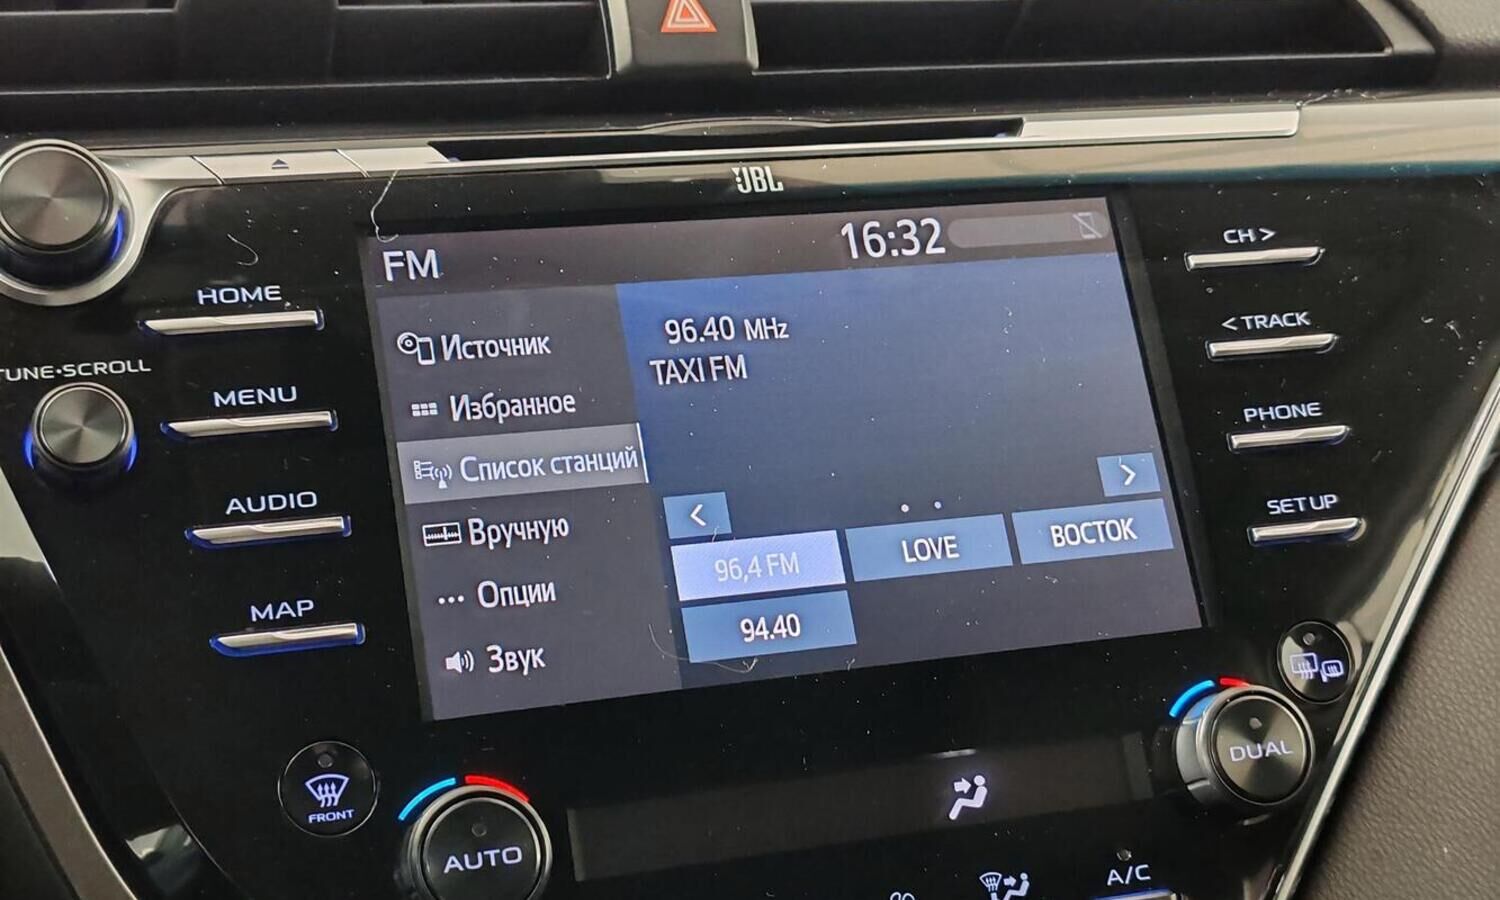 JBL
FM
16:32
HOME
TUNE•SCROLL
MENU
AUDIO
MAP
Источник
Избранное
Список станций
Вручную
Опции
Звук
96.40 MHz
TAXI FM
<
>
96,4 FM
LOVE
ВОСТОК
94.40
CH >
< TRACK
PHONE
SETUP
FRONT
AUTO
DUAL
A/C